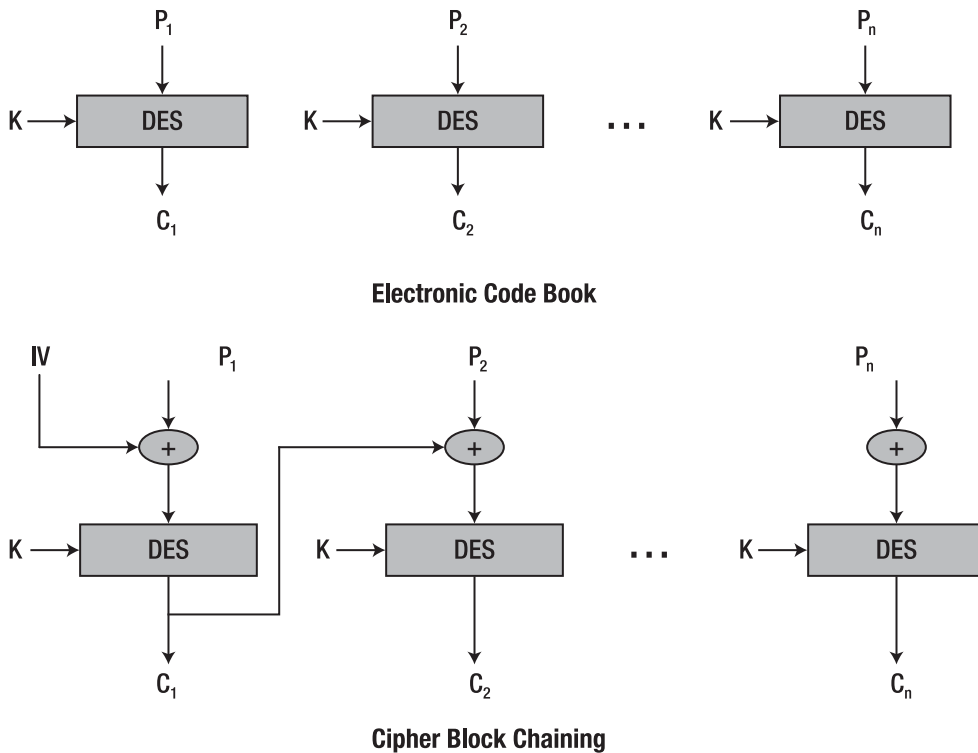 P₁ P₂ Pₙ
K DES K DES ... K DES
C₁ C₂ Cₙ
Electronic Code Book
IV P₁ P₂ Pₙ
+ + +
K DES K DES ... K DES
C₁ C₂ Cₙ
Cipher Block Chaining